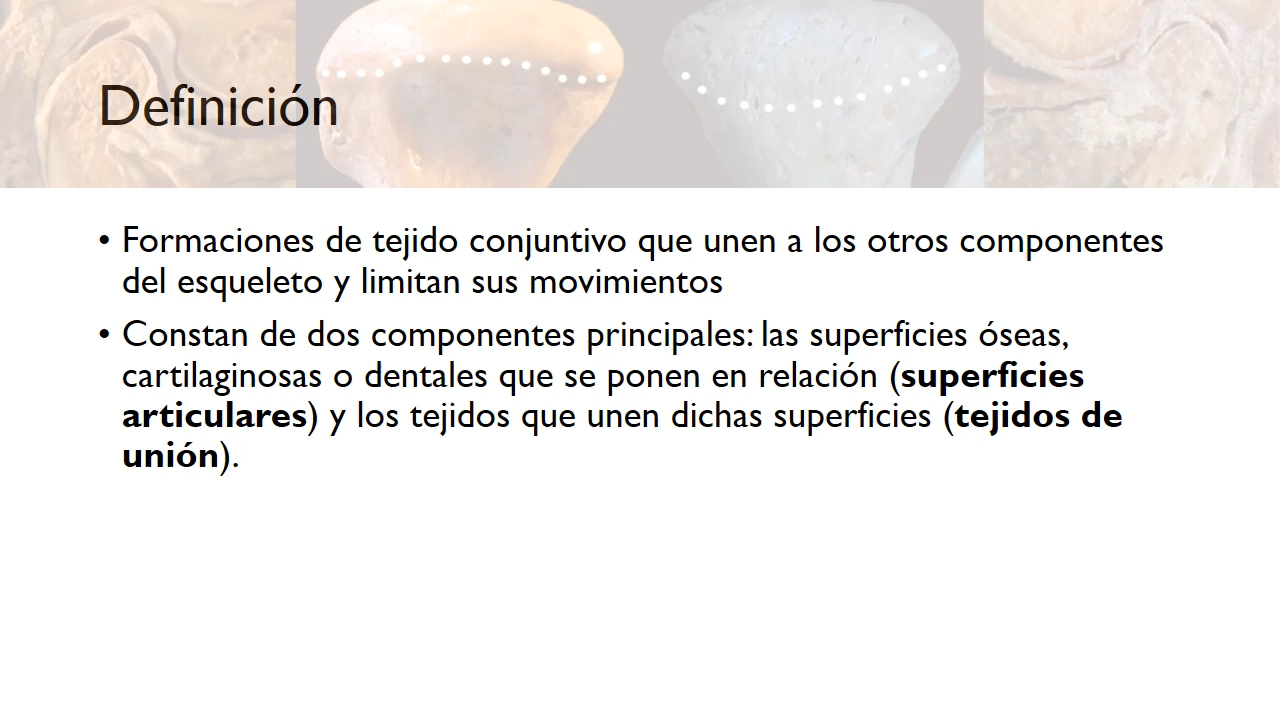 Definición
• Formaciones de tejido conjuntivo que unen a los otros componentes
del esqueleto y limitan sus movimientos
• Constan de dos componentes principales: las superficies óseas,
cartilaginosas o dentales que se ponen en relación (superficies
articulares) y los tejidos que unen dichas superficies (tejidos de
unión).